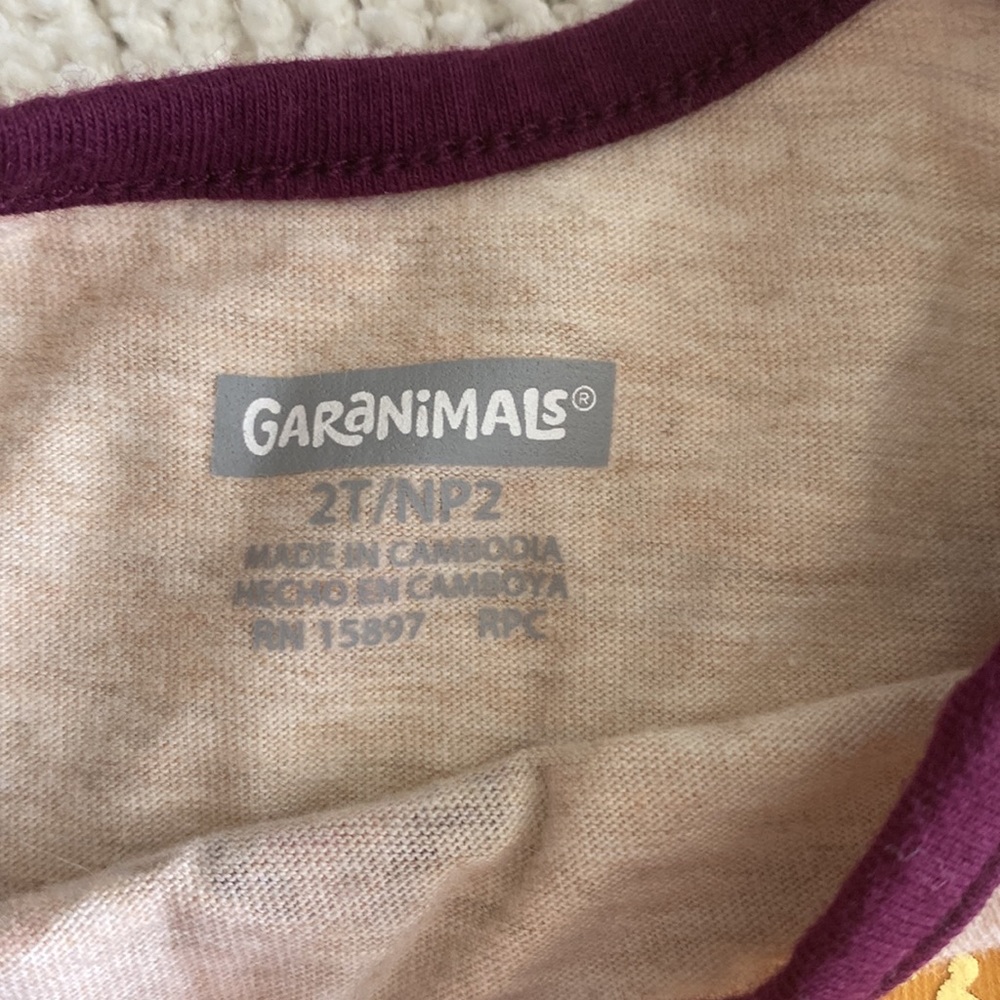 GARANiMALS®
2T/NP2
MADE IN CAMBODIA
HECHO EN CAMBOYA
RN 15897 RPC